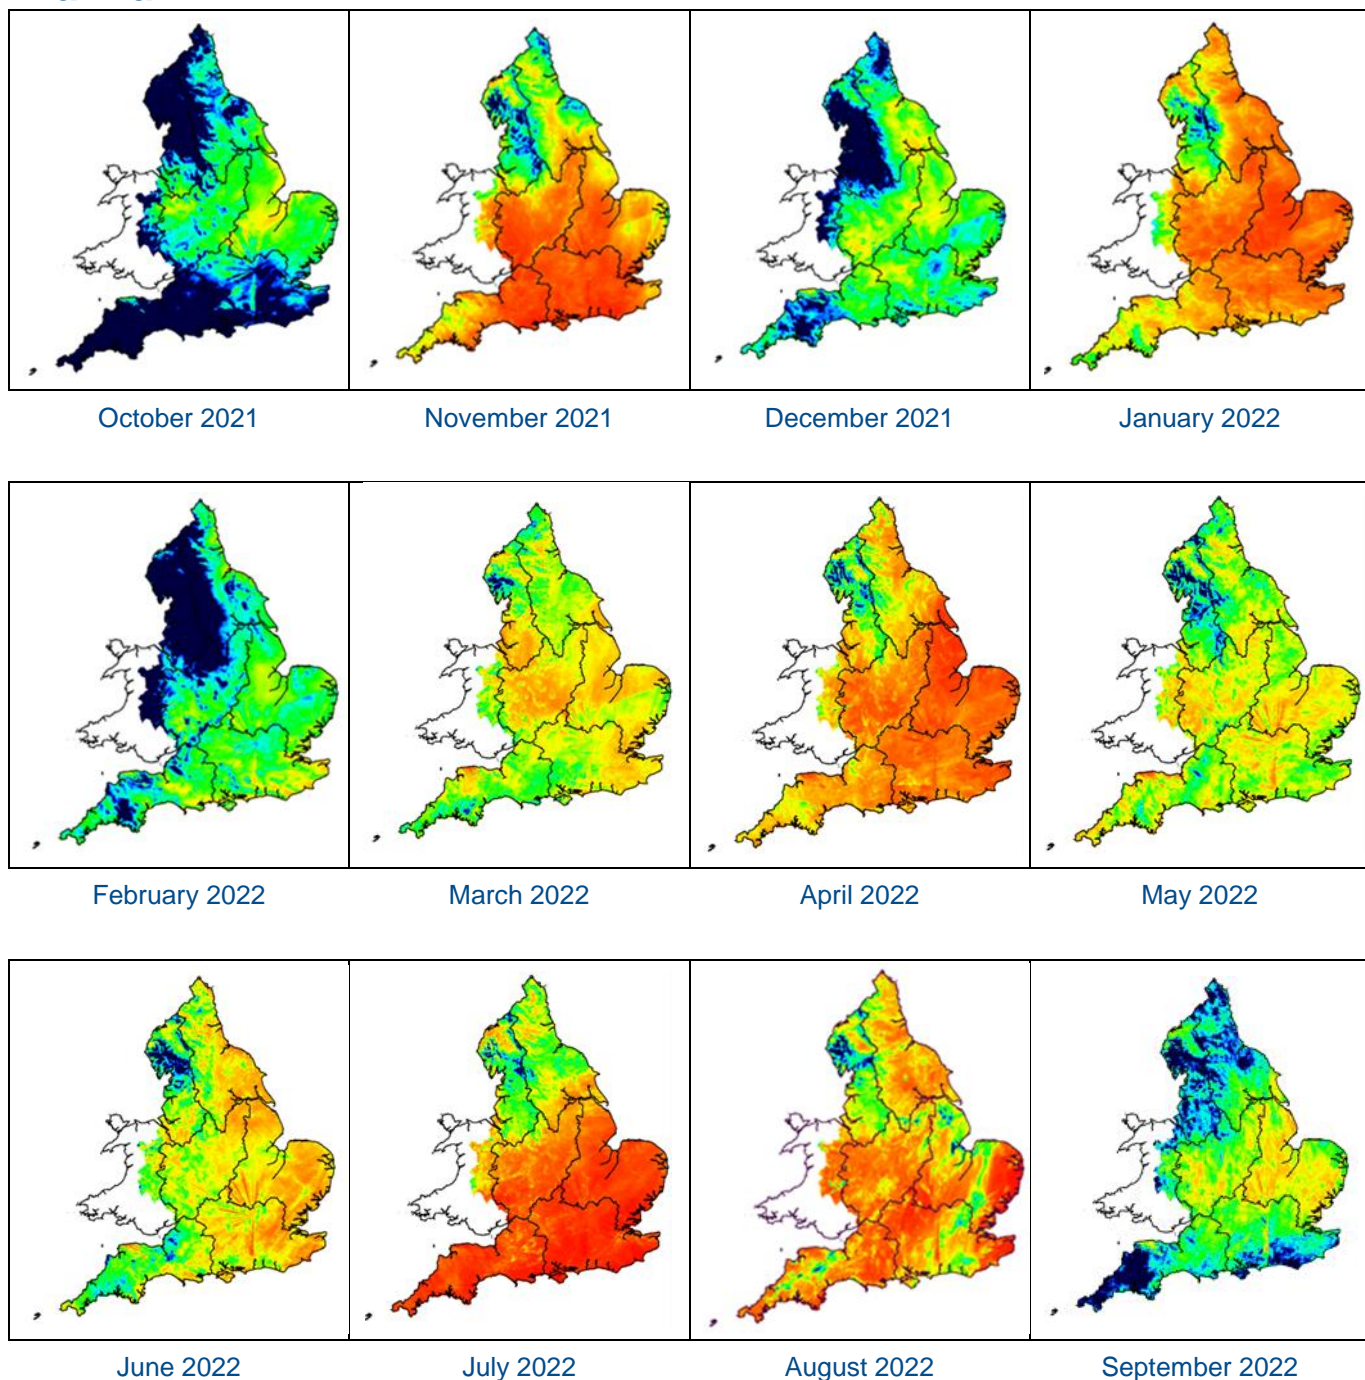 October 2021
November 2021
December 2021
January 2022
February 2022
March 2022
April 2022
May 2022
June 2022
July 2022
August 2022
September 2022